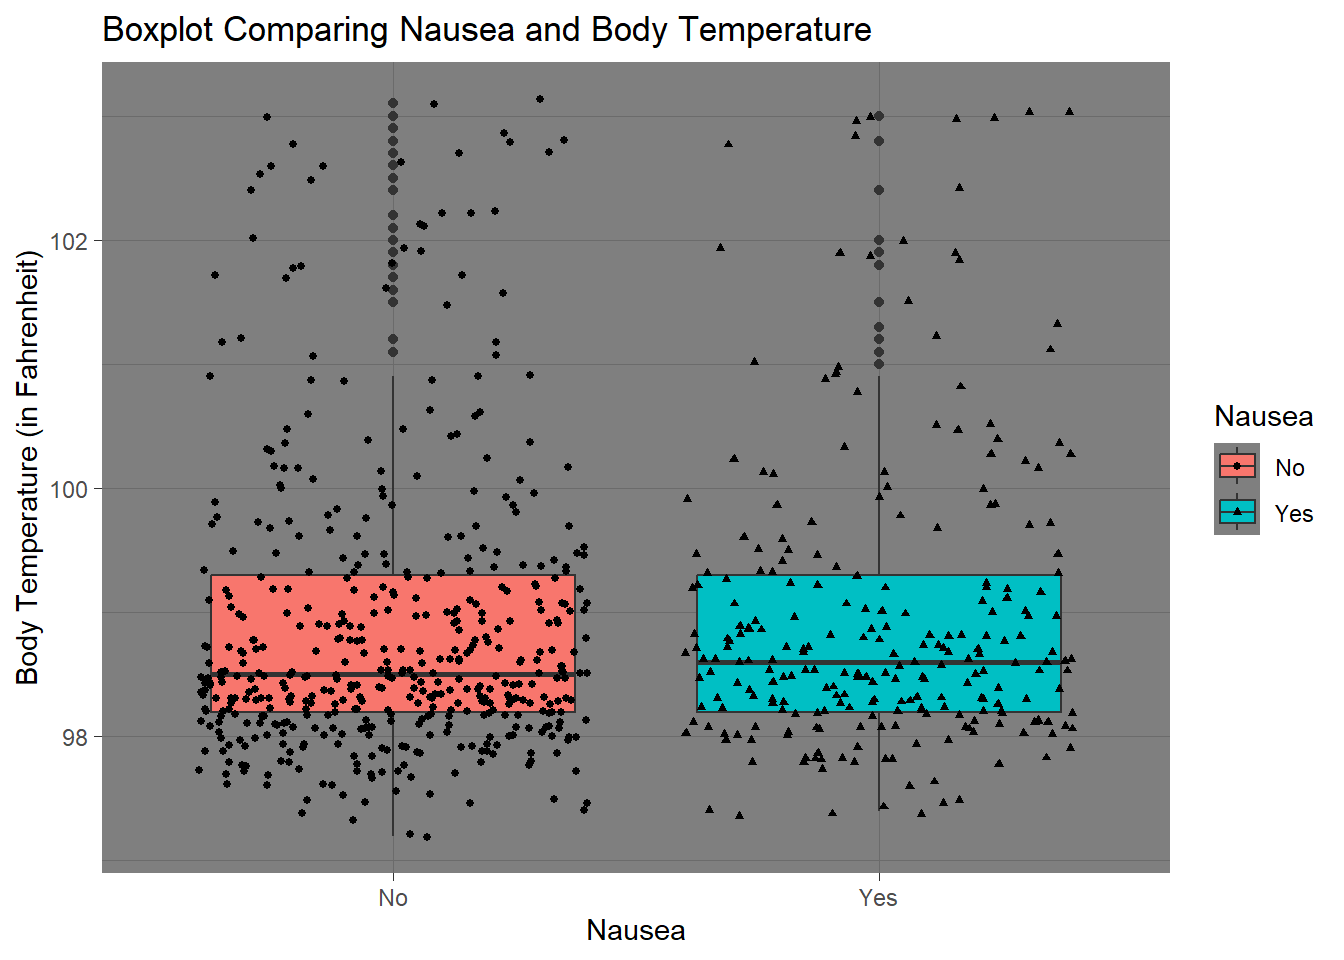 Boxplot Comparing Nausea and Body Temperature
Body Temperature (in Fahrenheit)
102
100
98
No
Yes
Nausea
Nausea
No
Yes